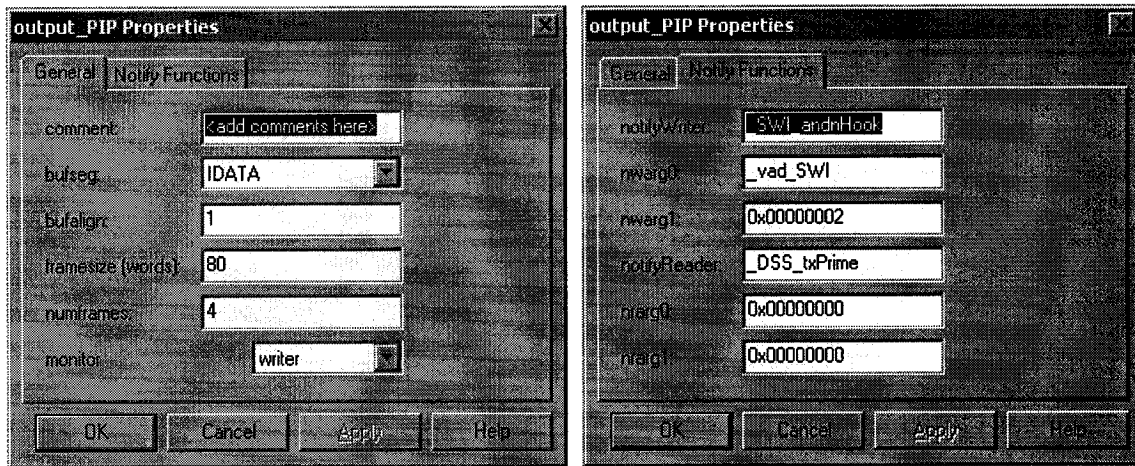 output_PIP Properties
General Notify Functions
comment: <add comments here>
bufseg: IDATA
bufalign: 1
framesize (words): 80
numframes: 4
monitor: writer
OK Cancel Apply Help
output_PIP Properties
General Notify Functions
notifyWriter: _SWI_andnHook
nwarg0: _vad_SWI
nwarg1: 0x00000002
notifyReader: _DSS_txPrime
nrarg0: 0x00000000
nrarg1: 0x00000000
OK Cancel Apply Help